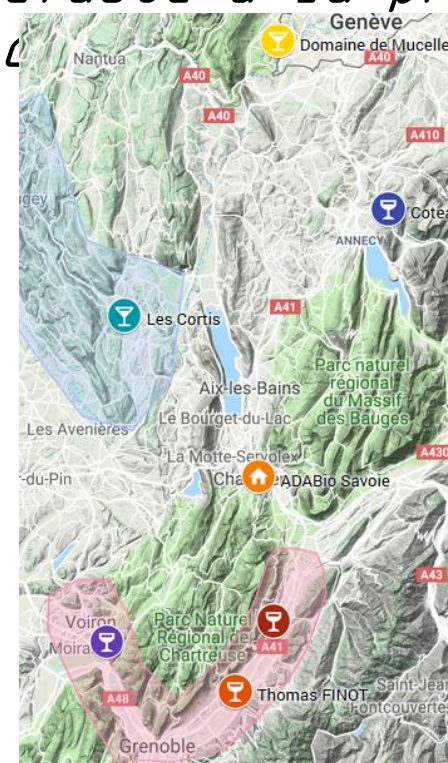 Genève
Domaine de Mucelle
Nantua
A40
A40
A40
A410
Cotea
ANNECY
Les Cortis
A41
Parc naturel
régional
du Massif
des Bauges
Aix-les-Bains
Le Bourget-du-Lac
Les Avenières
La Motte-Servolex
A430
-du-Pin
Cha
ADABio Savoie
A43
Voiron
Moira
Parc Naturel
Régional de
Chartreuse
A41
A48
Thomas FINOT
Saint-Jear
Fontcouverte-
Grenoble